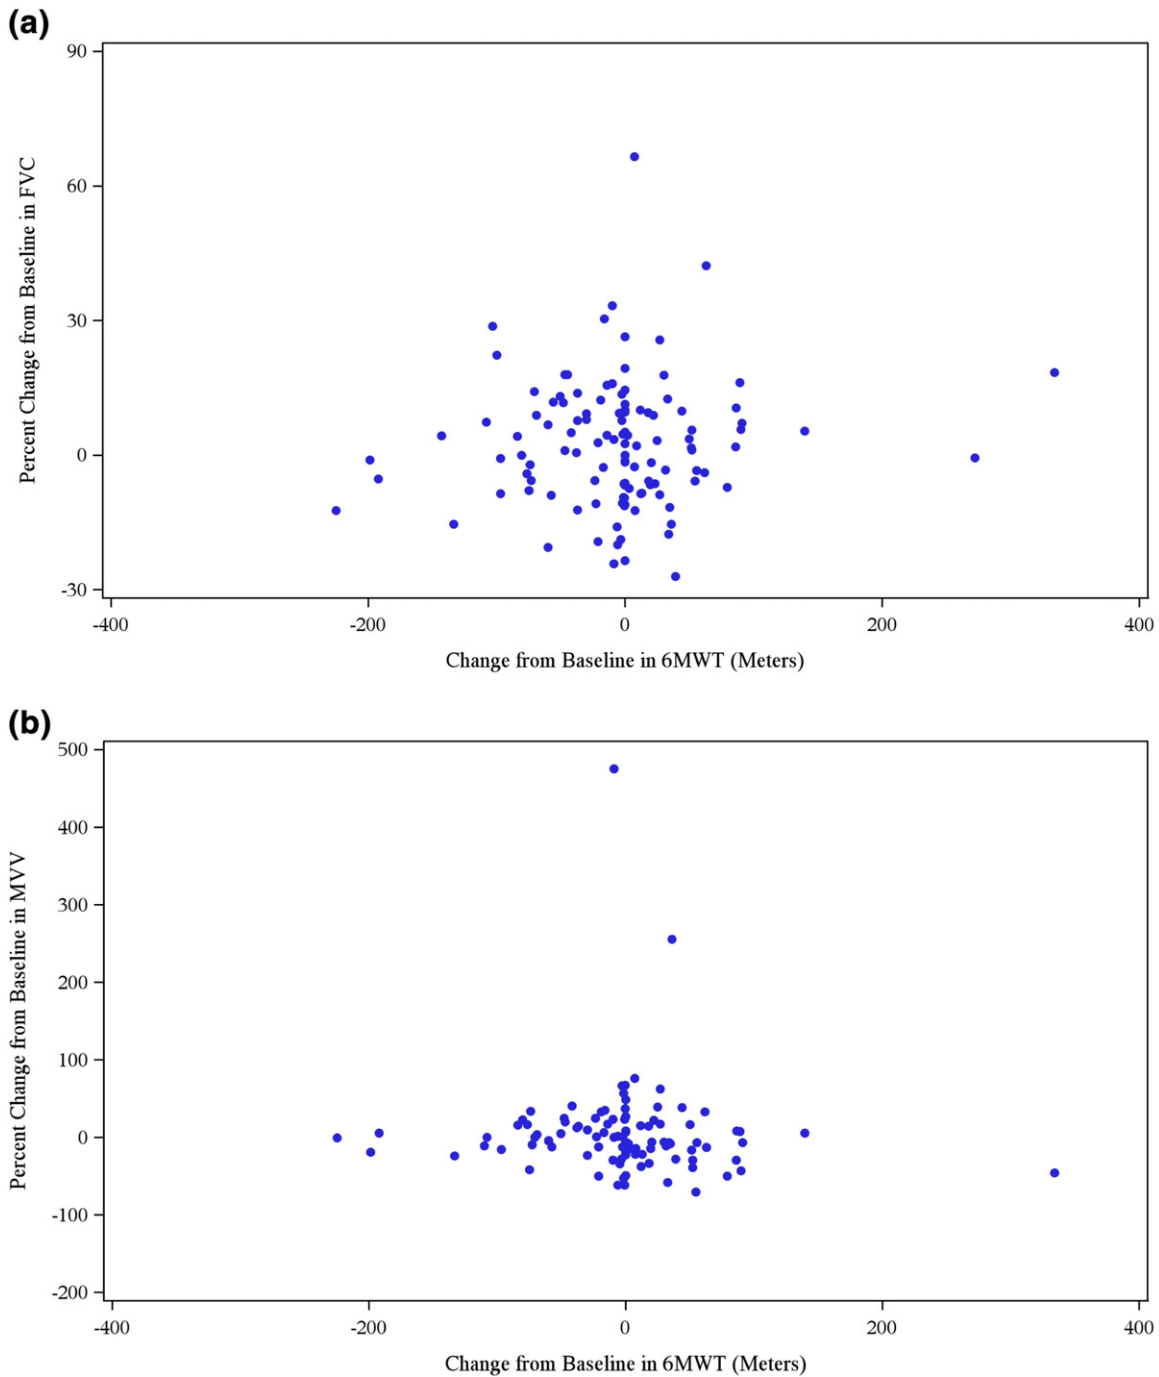 (a)
90
60
30
0
-30
Percent Change from Baseline in FVC
-400 -200 0 200 400
Change from Baseline in 6MWT (Meters)
(b)
500
400
300
200
100
0
-100
-200
Percent Change from Baseline in MVV
-400 -200 0 200 400
Change from Baseline in 6MWT (Meters)